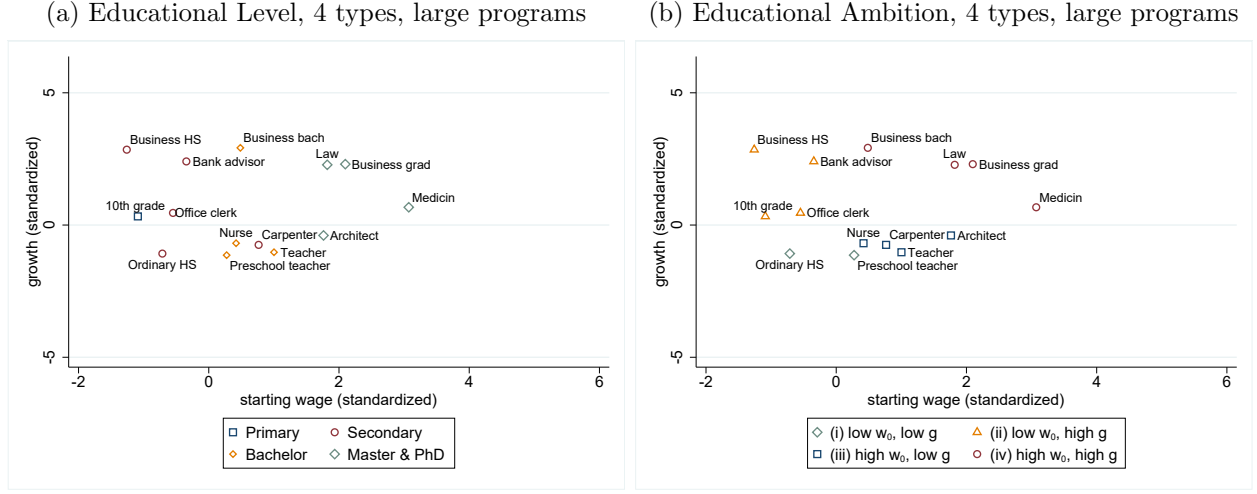 (a) Educational Level, 4 types, large programs
growth (standardized)
5
0
-5
Business HS
Business bach
Bank advisor
Law
Business grad
10th grade
Office clerk
Medicin
Nurse
Carpenter
Architect
Ordinary HS
Teacher
Preschool teacher
-2 0 2 4 6
starting wage (standardized)
Primary Secondary
Bachelor Master & PhD
(b) Educational Ambition, 4 types, large programs
growth (standardized)
5
0
-5
Business HS
Business bach
Bank advisor
Law
Business grad
10th grade
Office clerk
Medicin
Nurse
Carpenter
Architect
Ordinary HS
Teacher
Preschool teacher
-2 0 2 4 6
starting wage (standardized)
(i) low w₀, low g (ii) low w₀, high g
(iii) high w₀, low g (iv) high w₀, high g